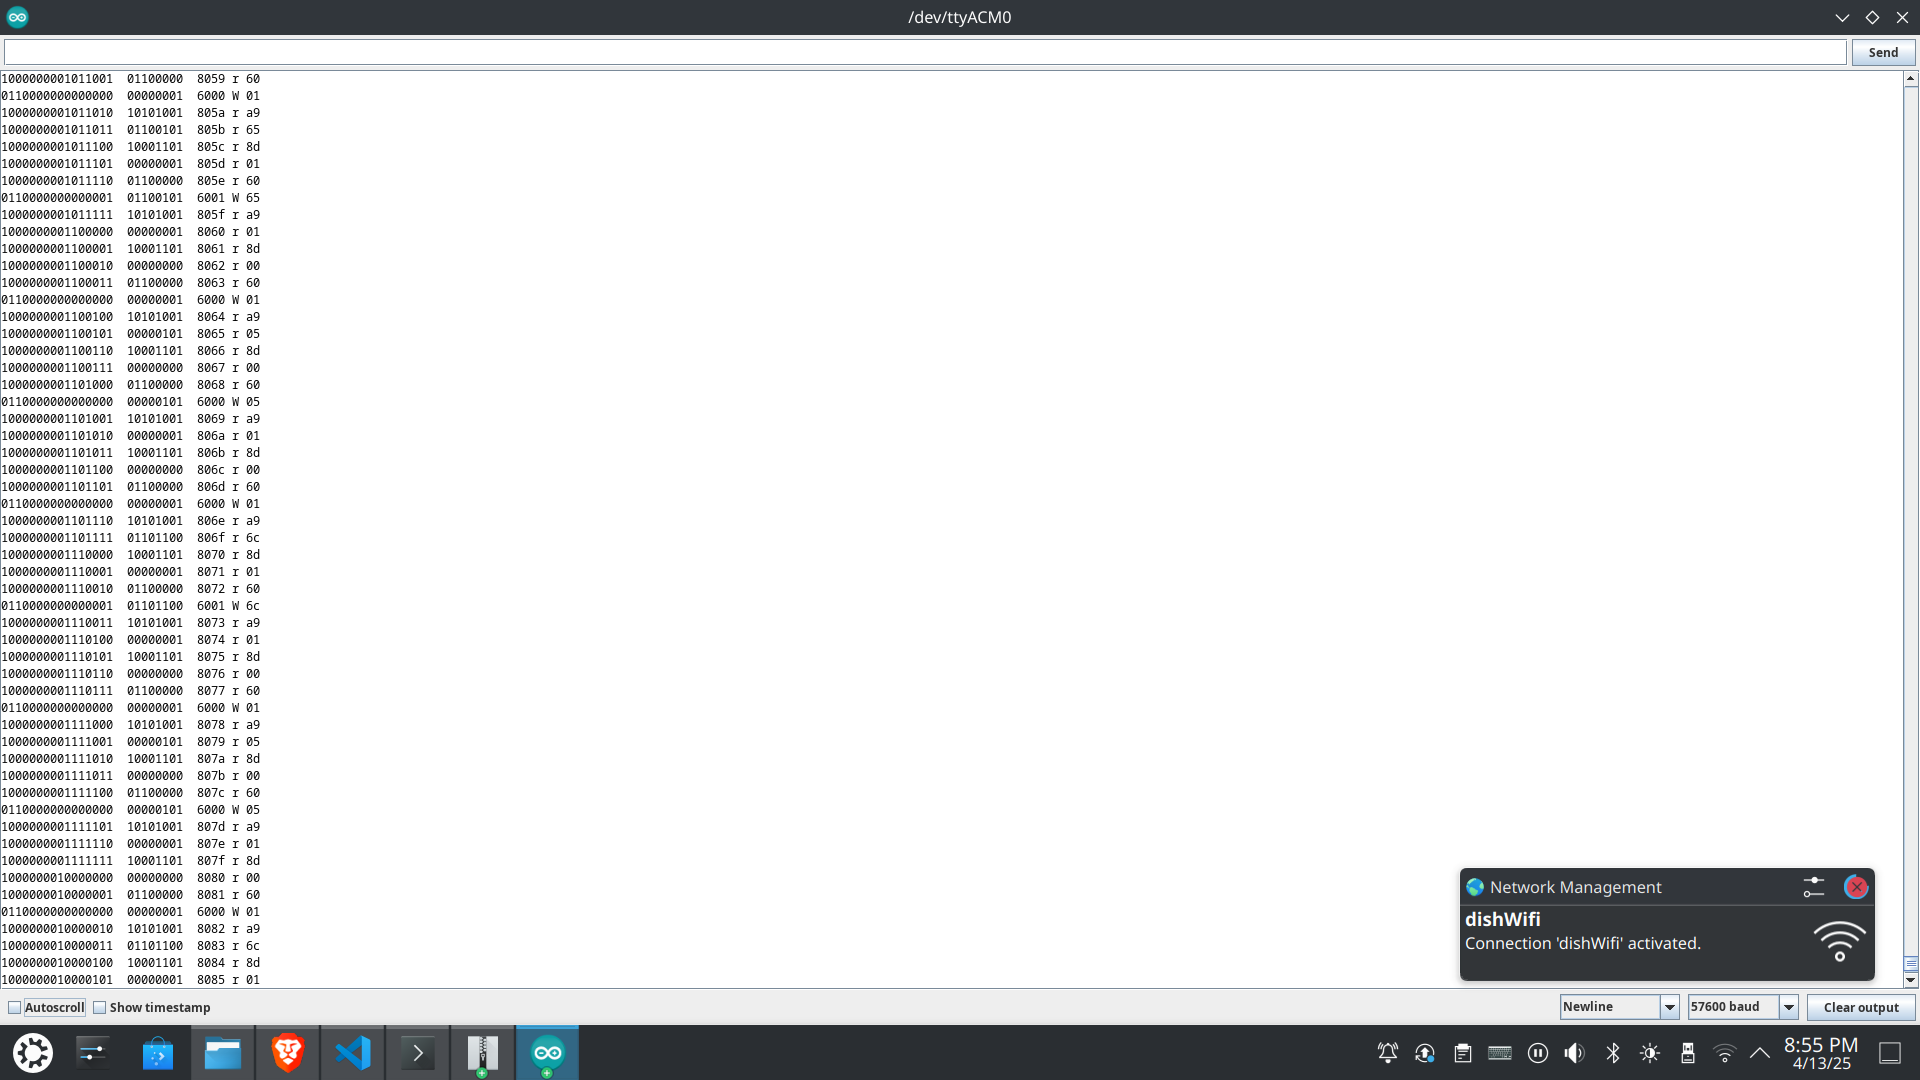 /dev/ttyACM0
Send
1000000001011001  01100000  8059 r 60
0110000000000000  00000001  6000 W 01
1000000001011010  10101001  805a r a9
1000000001011011  01100101  805b r 65
1000000001011100  10001101  805c r 8d
1000000001011101  00000001  805d r 01
1000000001011110  01100000  805e r 60
0110000000000001  01100101  6001 W 65
1000000001011111  10101001  805f r a9
1000000001100000  00000001  8060 r 01
1000000001100001  10001101  8061 r 8d
1000000001100010  00000000  8062 r 00
1000000001100011  01100000  8063 r 60
0110000000000000  00000001  6000 W 01
1000000001100100  10101001  8064 r a9
1000000001100101  00000101  8065 r 05
1000000001100110  10001101  8066 r 8d
1000000001100111  00000000  8067 r 00
1000000001101000  01100000  8068 r 60
0110000000000000  00000101  6000 W 05
1000000001101001  10101001  8069 r a9
1000000001101010  00000001  806a r 01
1000000001101011  10001101  806b r 8d
1000000001101100  00000000  806c r 00
1000000001101101  01100000  806d r 60
0110000000000000  00000001  6000 W 01
1000000001101110  10101001  806e r a9
1000000001101111  01101100  806f r 6c
1000000001110000  10001101  8070 r 8d
1000000001110001  00000001  8071 r 01
1000000001110010  01100000  8072 r 60
0110000000000001  01101100  6001 W 6c
1000000001110011  10101001  8073 r a9
1000000001110100  00000001  8074 r 01
1000000001110101  10001101  8075 r 8d
1000000001110110  00000000  8076 r 00
1000000001110111  01100000  8077 r 60
0110000000000000  00000001  6000 W 01
1000000001111000  10101001  8078 r a9
1000000001111001  00000101  8079 r 05
1000000001111010  10001101  807a r 8d
1000000001111011  00000000  807b r 00
1000000001111100  01100000  807c r 60
0110000000000000  00000101  6000 W 05
1000000001111101  10101001  807d r a9
1000000001111110  00000001  807e r 01
1000000001111111  10001101  807f r 8d
1000000010000000  00000000  8080 r 00
1000000010000001  01100000  8081 r 60
0110000000000000  00000001  6000 W 01
1000000010000010  10101001  8082 r a9
1000000010000011  01101100  8083 r 6c
1000000010000100  10001101  8084 r 8d
1000000010000101  00000001  8085 r 01
Network Management
dishWifi
Connection 'dishWifi' activated.
Autoscroll Show timestamp Newline 57600 baud Clear output
8:55 PM
4/13/25